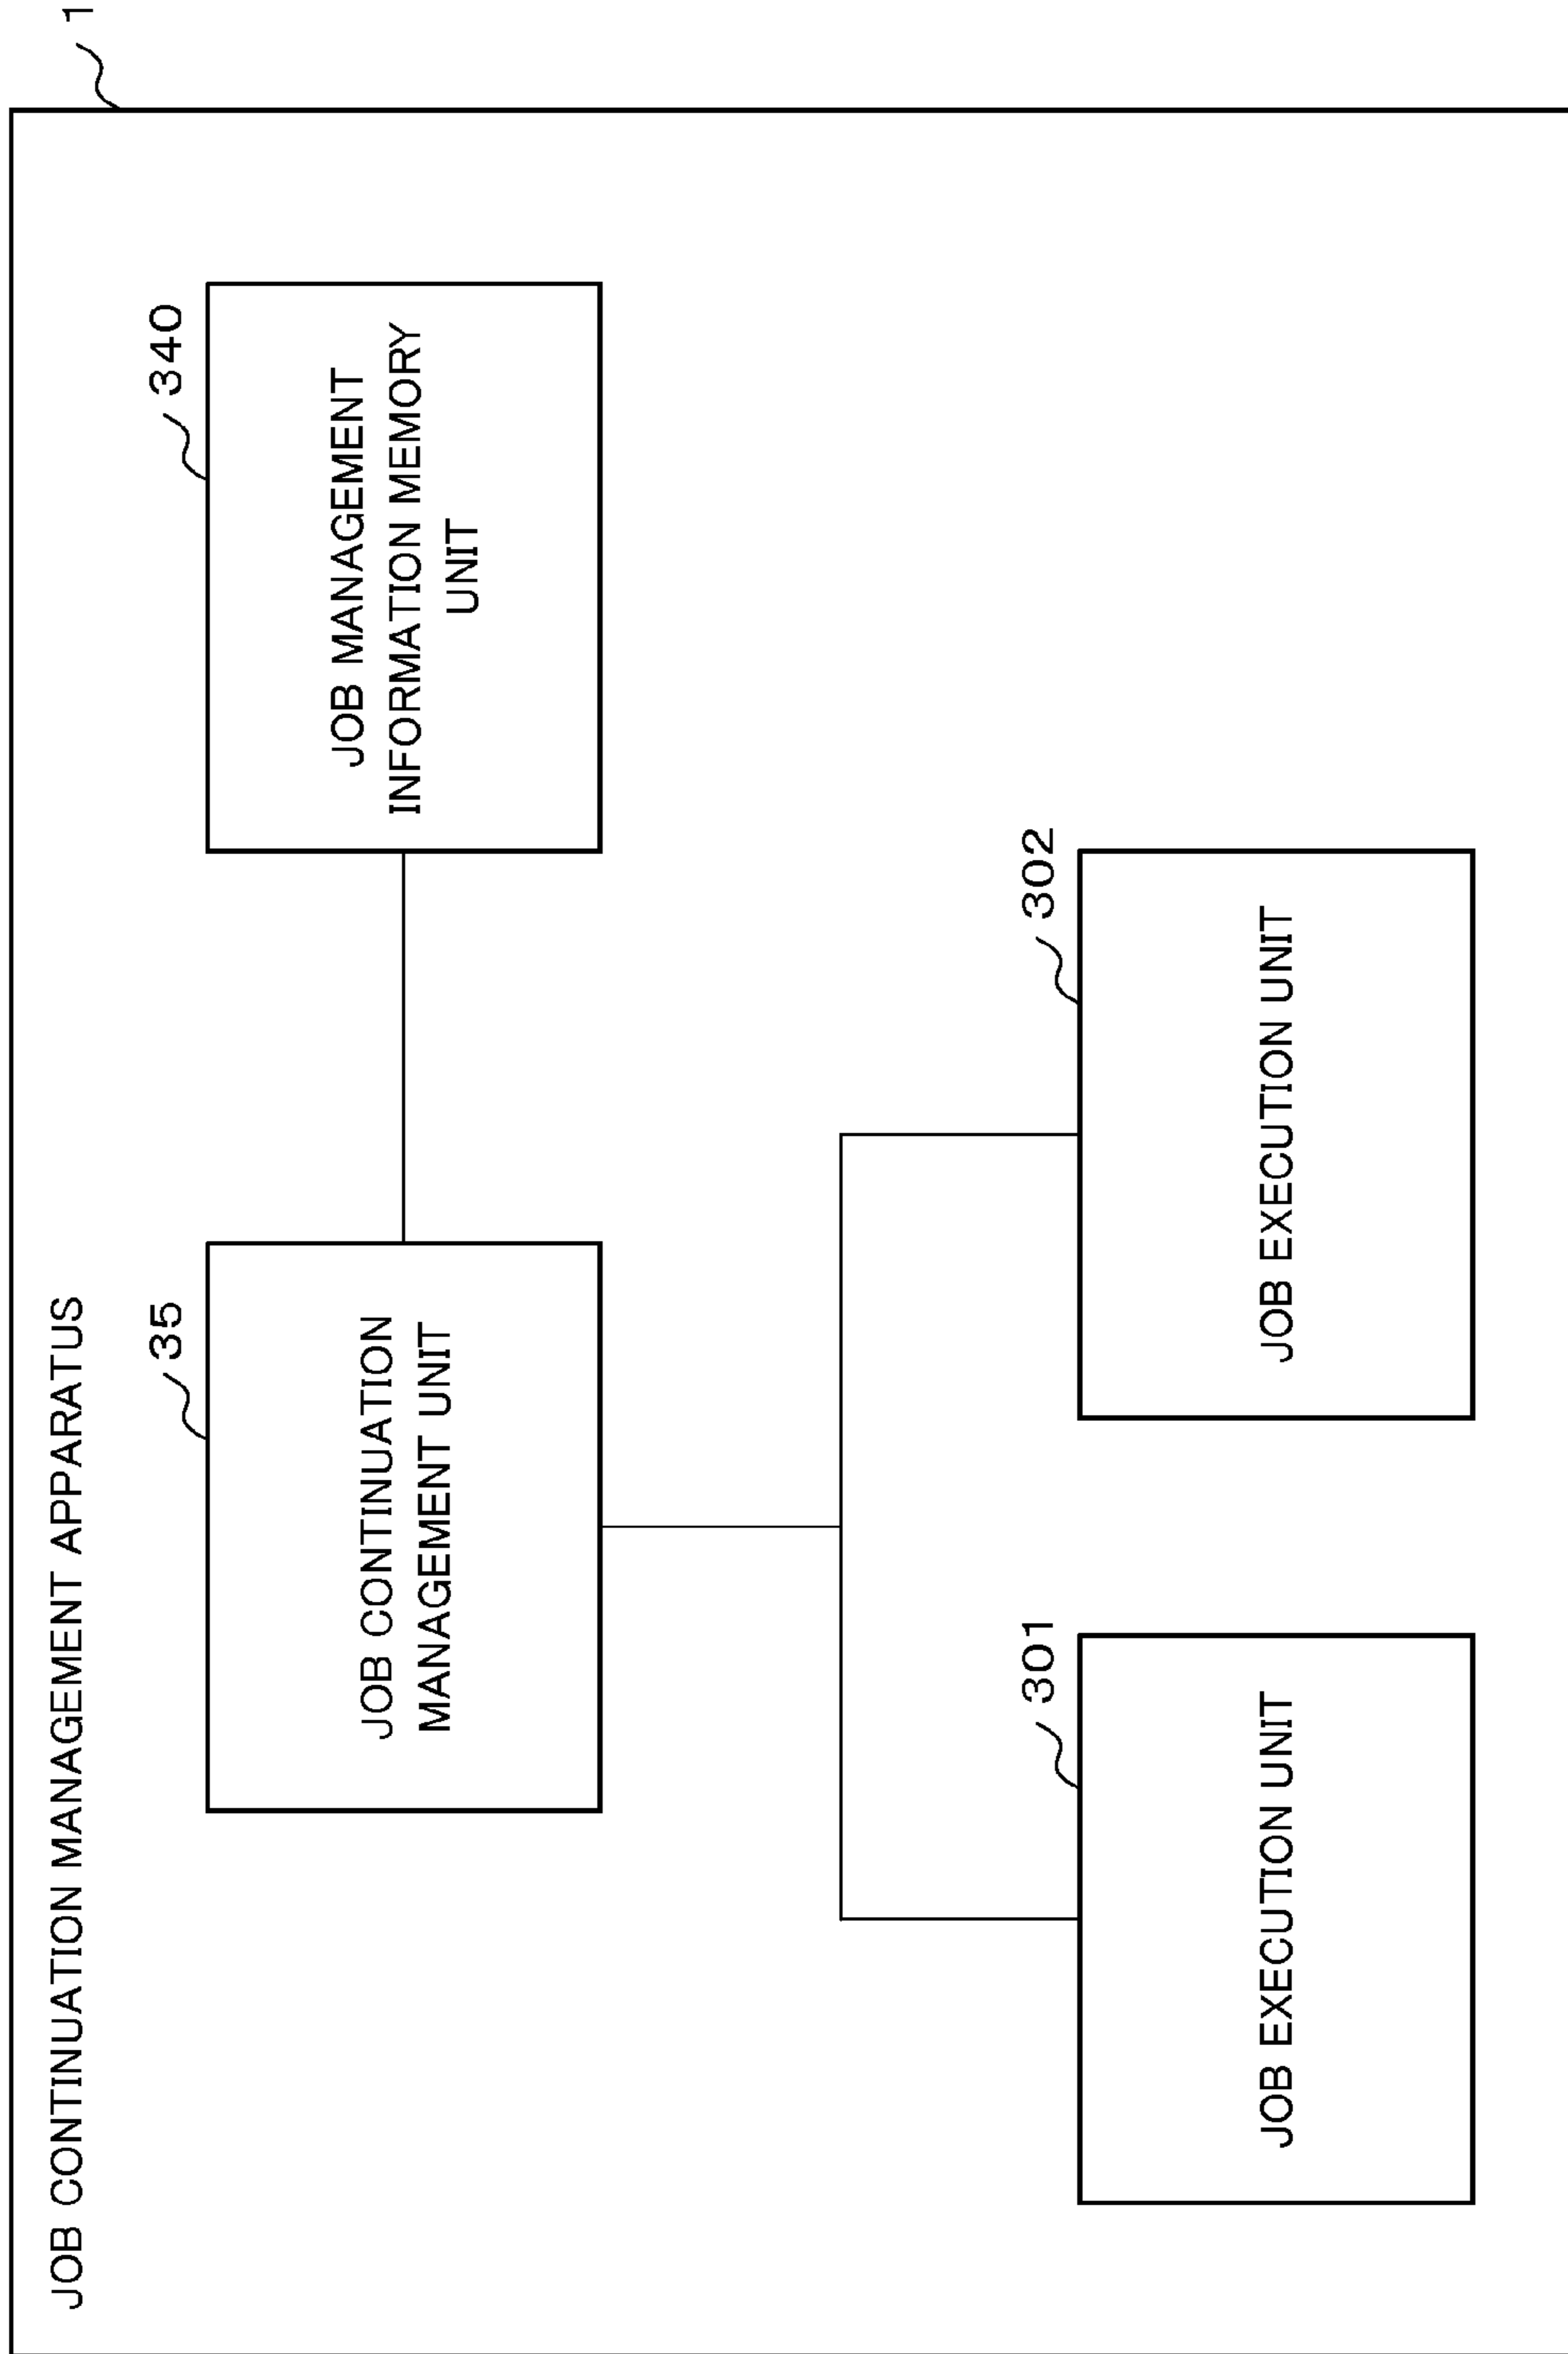 1
JOB CONTINUATION MANAGEMENT APPARATUS
35
JOB CONTINUATION
MANAGEMENT UNIT
340
JOB MANAGEMENT
INFORMATION MEMORY
UNIT
301
JOB EXECUTION UNIT
302
JOB EXECUTION UNIT